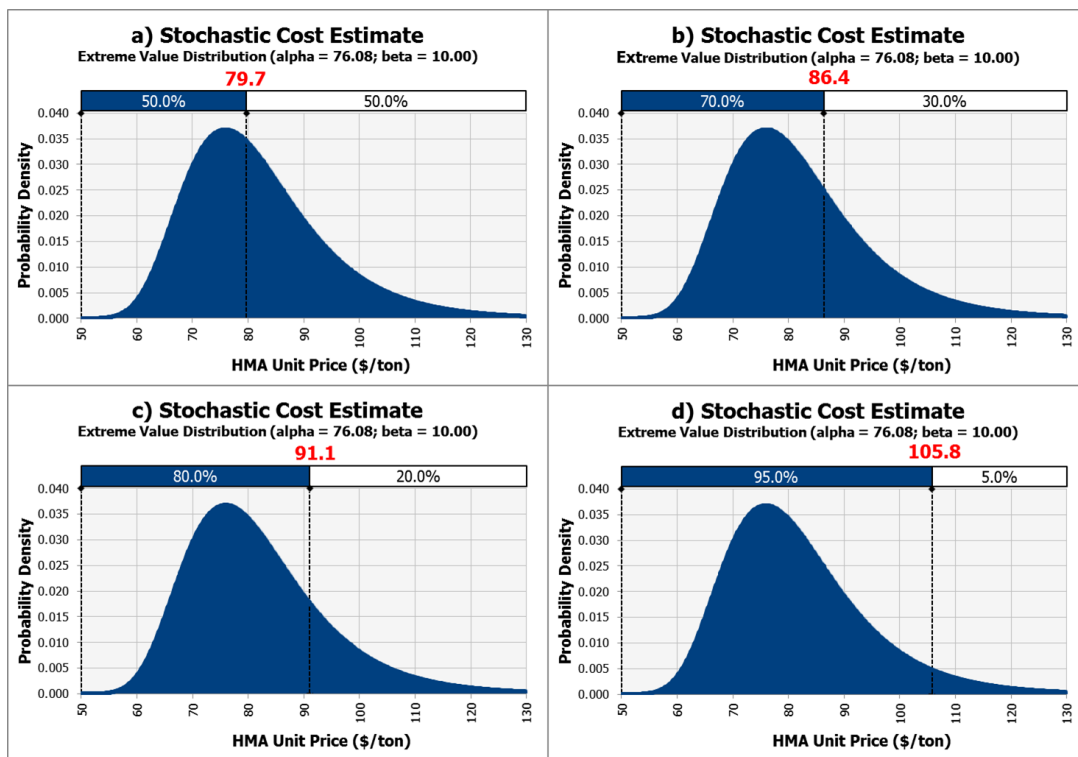 a) Stochastic Cost Estimate
Extreme Value Distribution (alpha = 76.08; beta = 10.00)
79.7
50.0% 50.0%
0.040
0.035
0.030
0.025
0.020
0.015
0.010
0.005
0.000
Probability Density
50 60 70 80 90 100 110 120 130
HMA Unit Price ($/ton)
b) Stochastic Cost Estimate
Extreme Value Distribution (alpha = 76.08; beta = 10.00)
86.4
70.0% 30.0%
0.040
0.035
0.030
0.025
0.020
0.015
0.010
0.005
0.000
Probability Density
50 60 70 80 90 100 110 120 130
HMA Unit Price ($/ton)
c) Stochastic Cost Estimate
Extreme Value Distribution (alpha = 76.08; beta = 10.00)
91.1
80.0% 20.0%
0.040
0.035
0.030
0.025
0.020
0.015
0.010
0.005
0.000
Probability Density
50 60 70 80 90 100 110 120 130
HMA Unit Price ($/ton)
d) Stochastic Cost Estimate
Extreme Value Distribution (alpha = 76.08; beta = 10.00)
105.8
95.0% 5.0%
0.040
0.035
0.030
0.025
0.020
0.015
0.010
0.005
0.000
Probability Density
50 60 70 80 90 100 110 120 130
HMA Unit Price ($/ton)